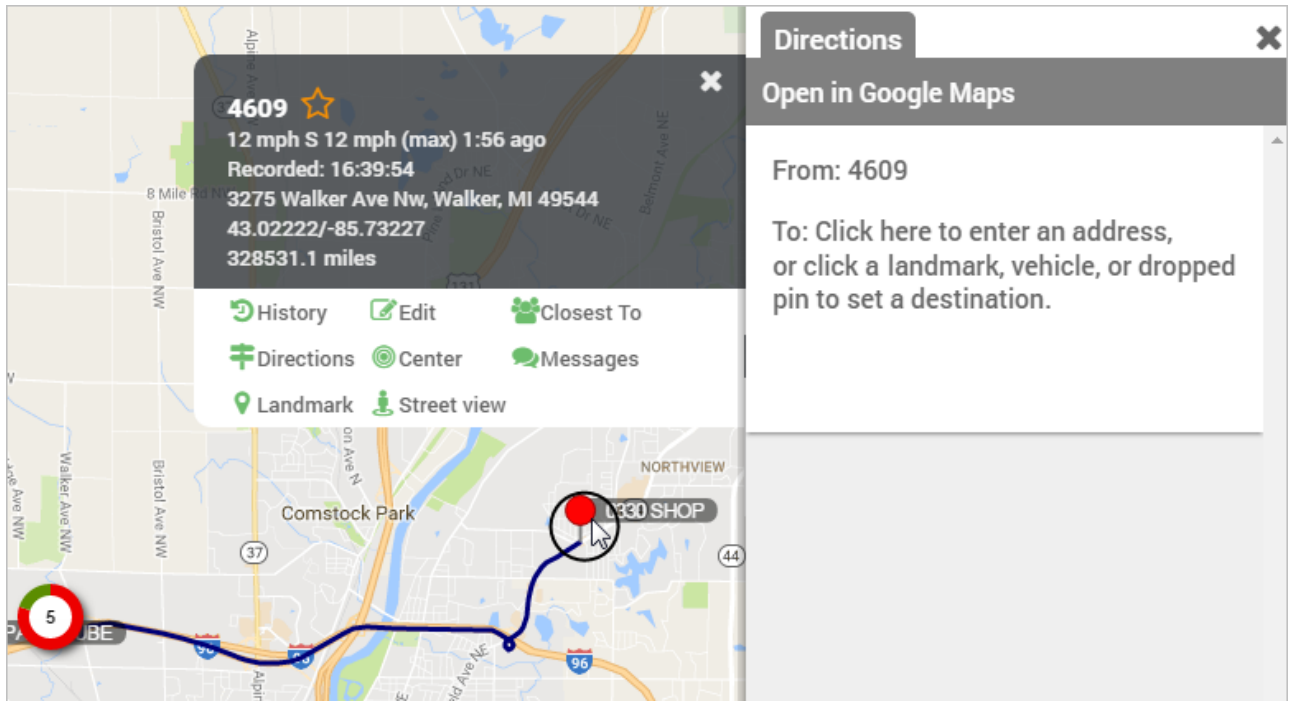 4609
12 mph S 12 mph (max) 1:56 ago
Recorded: 16:39:54
3275 Walker Ave Nw, Walker, MI 49544
43.02222/-85.73227
328531.1 miles
History
Edit
Closest To
Directions
Center
Messages
Landmark
Street view
Directions
Open in Google Maps
From: 4609
To: Click here to enter an address,
or click a landmark, vehicle, or dropped
pin to set a destination.
8 Mile Rd NW
Bristol Ave NW
Belmont Ave NE
131
Walker Ave NW
Bristol Ave NW
Comstock Park
NORTHVIEW
SHOP
37
44
5
96
96
96